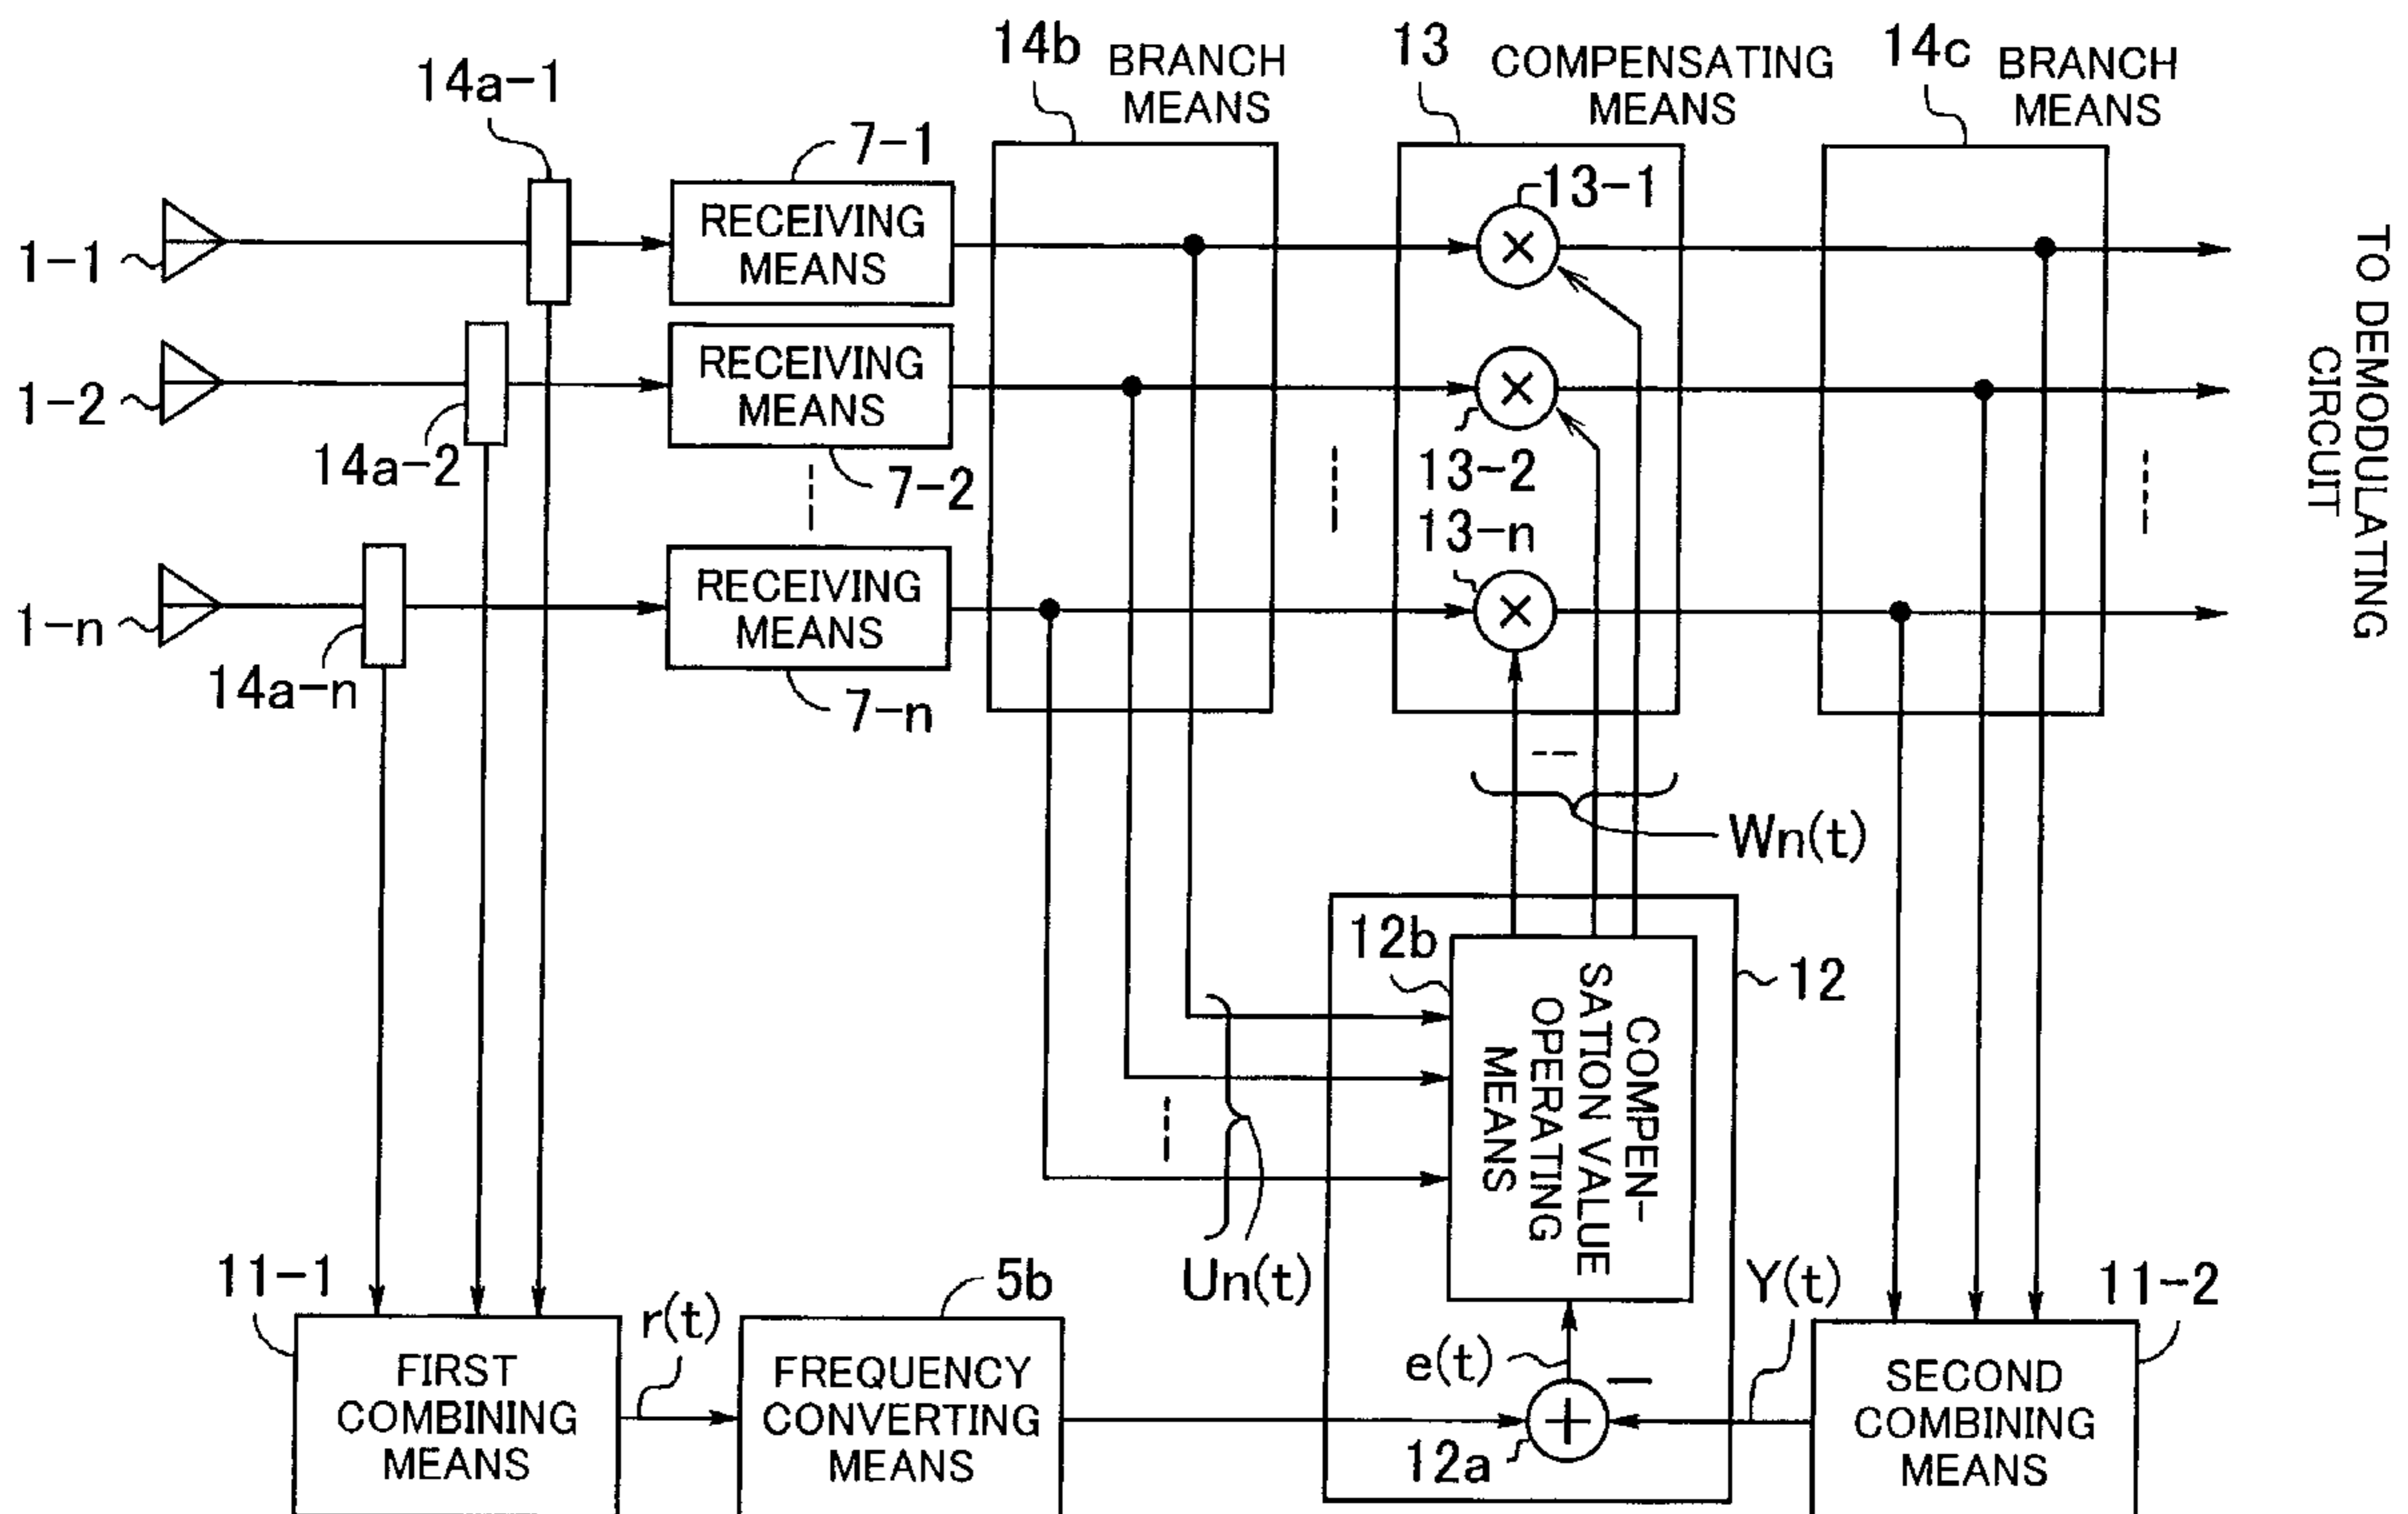 14b BRANCH
MEANS
13 COMPENSATING
MEANS
14c BRANCH
MEANS
14a-1
7-1
RECEIVING
MEANS
13-1
1-1
TO DEMODULATING
CIRCUIT
RECEIVING
MEANS
1-2
14a-2
7-2
13-2
13-n
RECEIVING
MEANS
1-n
14a-n
7-n
Wn(t)
12b
12
COMPEN-
SATION VALUE
OPERATING
MEANS
Un(t)
11-1
r(t)
5b
Y(t)
11-2
e(t)
—
FIRST
COMBINING
MEANS
FREQUENCY
CONVERTING
MEANS
12a
SECOND
COMBINING
MEANS